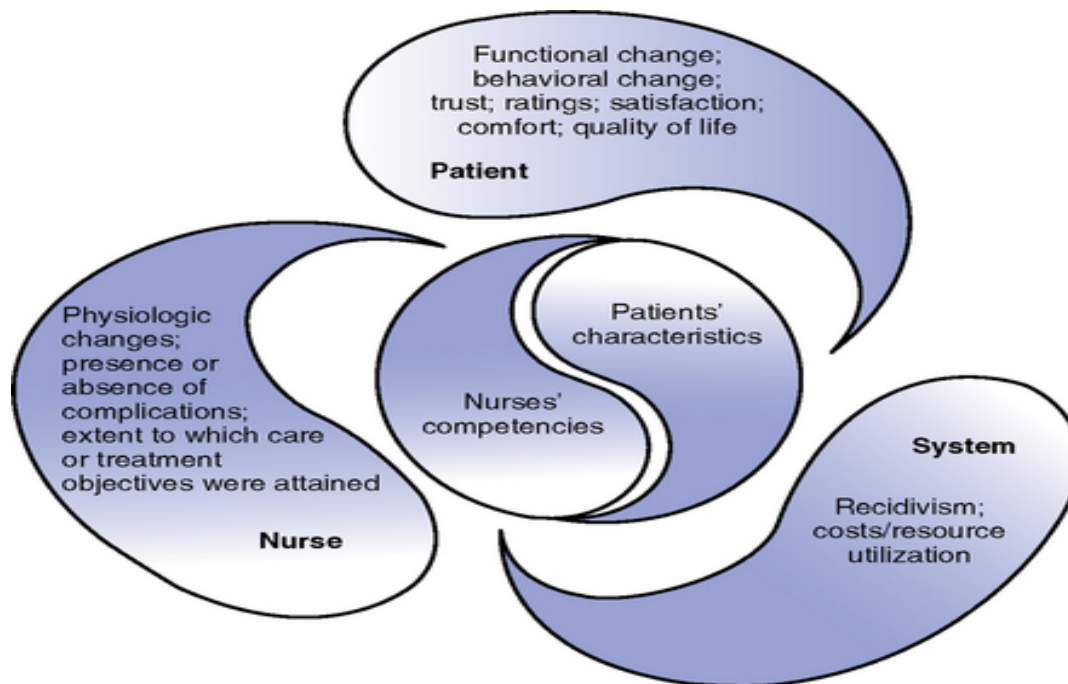 Functional change;
behavioral change;
trust; ratings; satisfaction;
comfort; quality of life
Patient
Physiologic
changes;
presence or
absence of
complications;
extent to which care
or treatment
objectives were attained
Nurse
Patients'
characteristics
Nurses'
competencies
System
Recidivism;
costs/resource
utilization